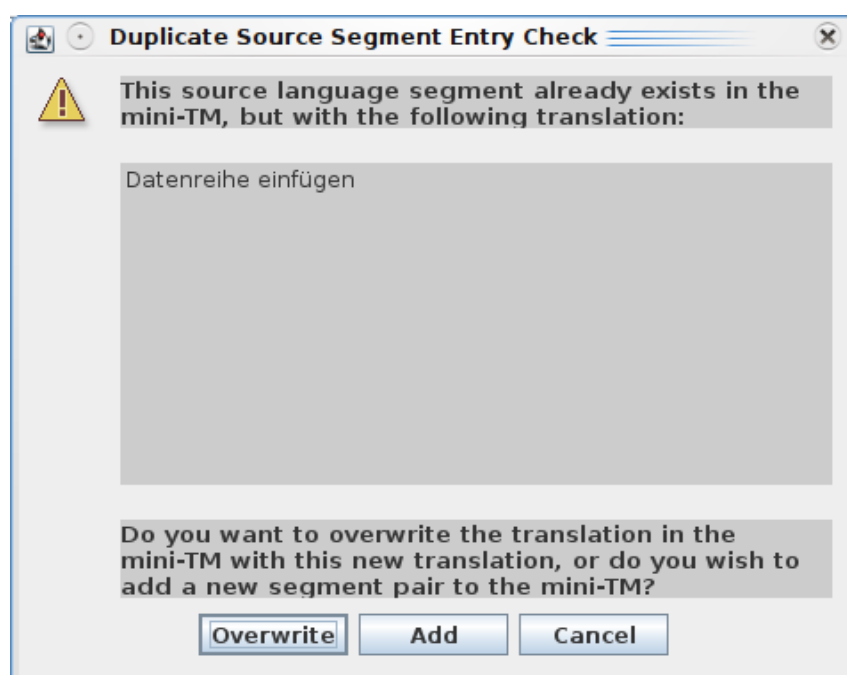 Duplicate Source Segment Entry Check
This source language segment already exists in the
mini-TM, but with the following translation:
Datenreihe einfügen
Do you want to overwrite the translation in the
mini-TM with this new translation, or do you wish to
add a new segment pair to the mini-TM?
Overwrite Add Cancel